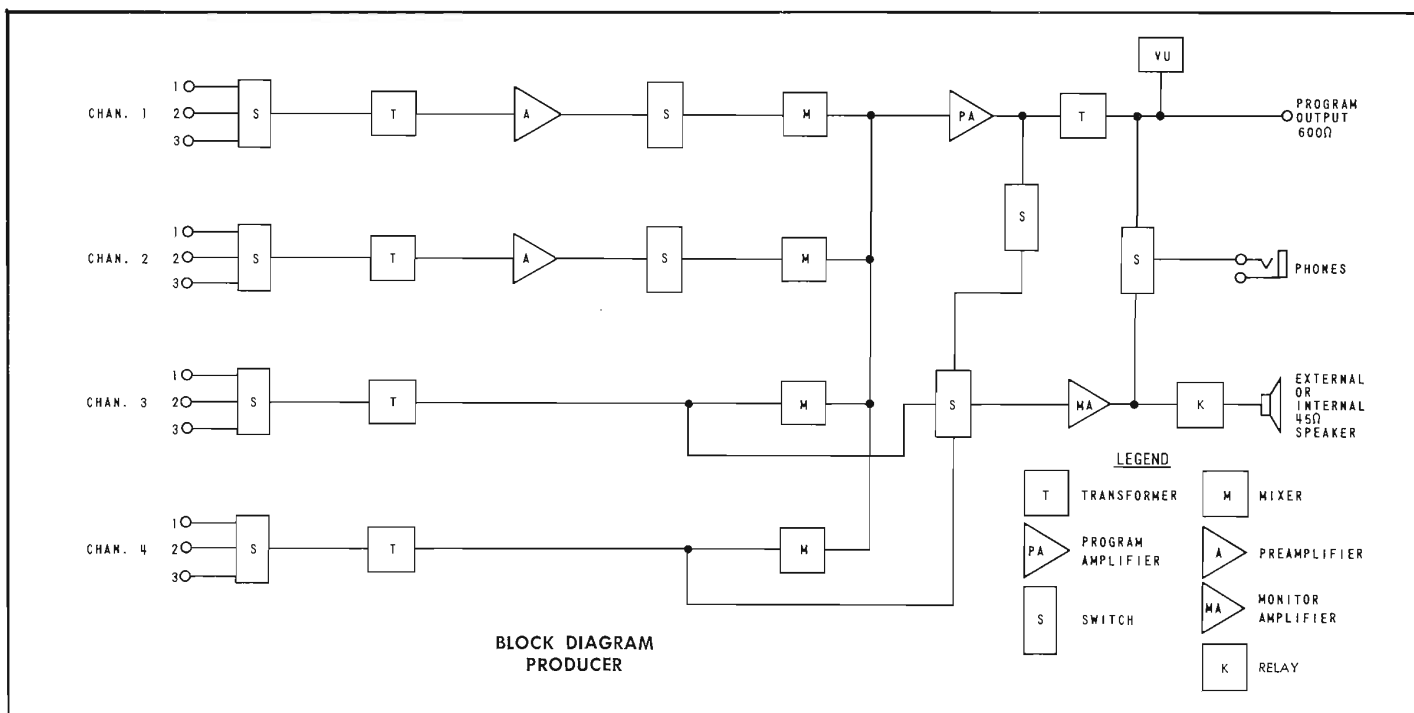 VU
CHAN. 1
1
2
3
S
T
A
S
M
PA
T
PROGRAM
OUTPUT
600Ω
S
CHAN. 2
1
2
3
S
T
A
S
M
S
PHONES
CHAN. 3
1
2
3
S
T
M
S
MA
K
EXTERNAL
OR
INTERNAL
45Ω
SPEAKER
CHAN. 4
1
2
3
S
T
M
LEGEND
T TRANSFORMER
M MIXER
PA PROGRAM
AMPLIFIER
A PREAMPLIFIER
S SWITCH
MA MONITOR
AMPLIFIER
K RELAY
BLOCK DIAGRAM
PRODUCER